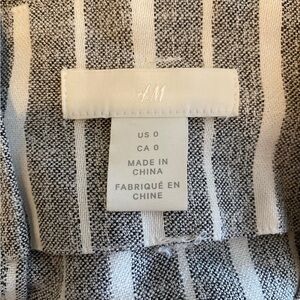 H&M
US 0
CA 0
MADE IN
CHINA
FABRIQUÉ EN
CHINE